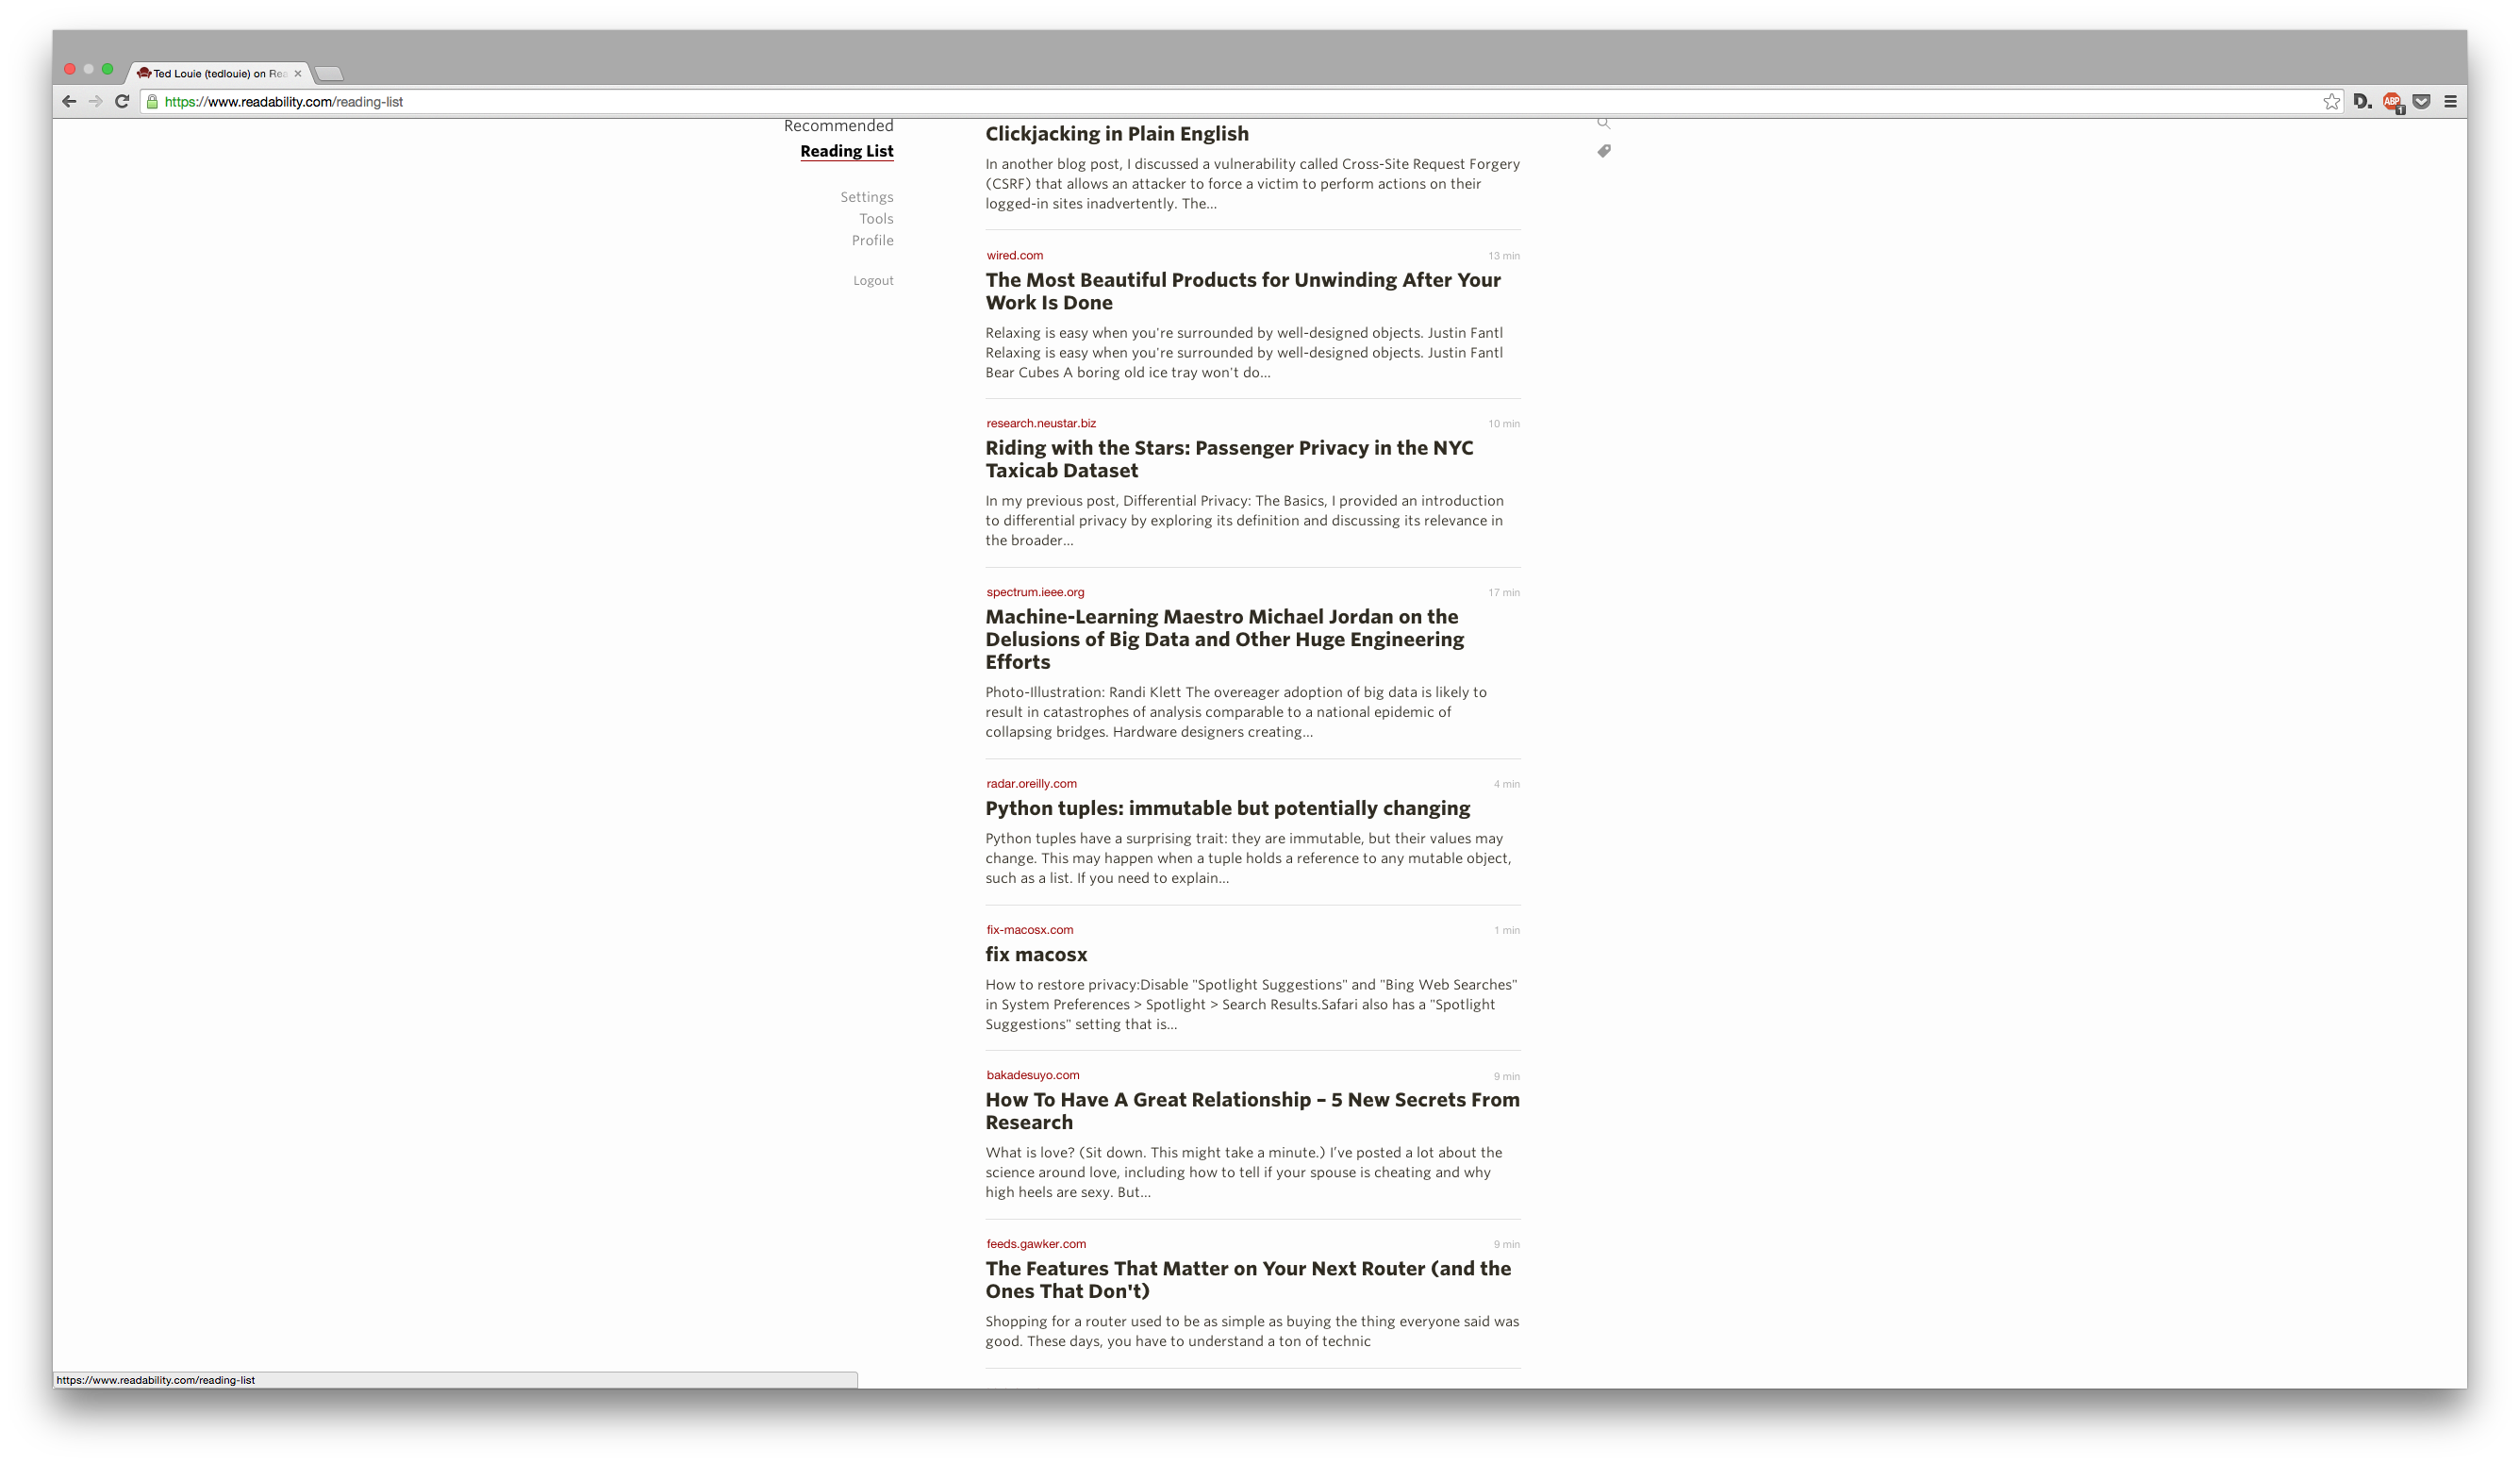 Ted Louie (tedlouie) on Rea
https://www.readability.com/reading-list
ABP
1
Recommended
Reading List
Settings
Tools
Profile
Logout
Clickjacking in Plain English
In another blog post, I discussed a vulnerability called Cross-Site Request Forgery
(CSRF) that allows an attacker to force a victim to perform actions on their
logged-in sites inadvertently. The...
wired.com 13 min
The Most Beautiful Products for Unwinding After Your
Work Is Done
Relaxing is easy when you're surrounded by well-designed objects. Justin Fantl
Relaxing is easy when you're surrounded by well-designed objects. Justin Fantl
Bear Cubes A boring old ice tray won't do...
research.neustar.biz 10 min
Riding with the Stars: Passenger Privacy in the NYC
Taxicab Dataset
In my previous post, Differential Privacy: The Basics, I provided an introduction
to differential privacy by exploring its definition and discussing its relevance in
the broader...
spectrum.ieee.org 17 min
Machine-Learning Maestro Michael Jordan on the
Delusions of Big Data and Other Huge Engineering
Efforts
Photo-Illustration: Randi Klett The overeager adoption of big data is likely to
result in catastrophes of analysis comparable to a national epidemic of
collapsing bridges. Hardware designers creating...
radar.oreilly.com 4 min
Python tuples: immutable but potentially changing
Python tuples have a surprising trait: they are immutable, but their values may
change. This may happen when a tuple holds a reference to any mutable object,
such as a list. If you need to explain...
fix-macosx.com 1 min
fix macosx
How to restore privacy:Disable "Spotlight Suggestions" and "Bing Web Searches"
in System Preferences > Spotlight > Search Results.Safari also has a "Spotlight
Suggestions" setting that is...
bakadesuyo.com 9 min
How To Have A Great Relationship – 5 New Secrets From
Research
What is love? (Sit down. This might take a minute.) I've posted a lot about the
science around love, including how to tell if your spouse is cheating and why
high heels are sexy. But...
feeds.gawker.com 9 min
The Features That Matter on Your Next Router (and the
Ones That Don't)
Shopping for a router used to be as simple as buying the thing everyone said was
good. These days, you have to understand a ton of technic
https://www.readability.com/reading-list